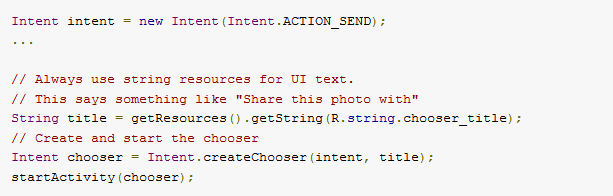 Intent intent = new Intent(Intent.ACTION_SEND);
...
// Always use string resources for UI text.
// This says something like "Share this photo with"
String title = getResources().getString(R.string.chooser_title);
// Create and start the chooser
Intent chooser = Intent.createChooser(intent, title);
startActivity(chooser);